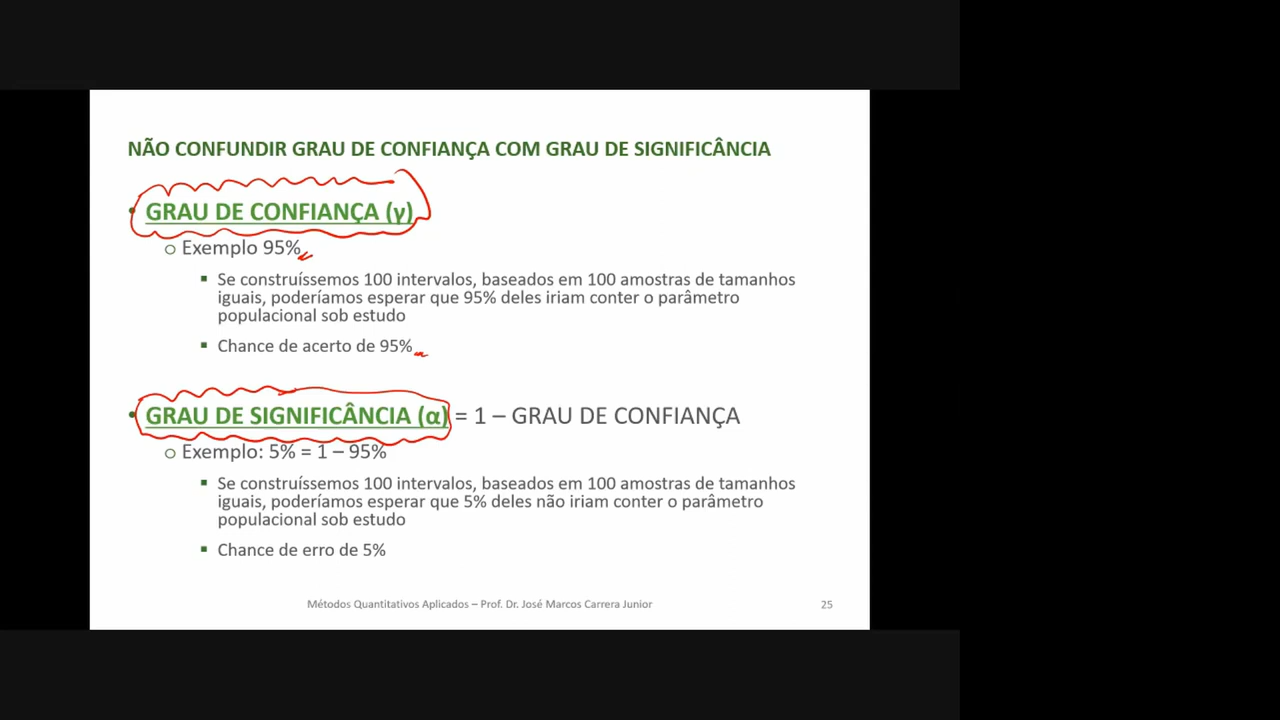 NÃO CONFUNDIR GRAU DE CONFIANÇA COM GRAU DE SIGNIFICÂNCIA
• GRAU DE CONFIANÇA (γ)
o Exemplo 95%
▪ Se construíssemos 100 intervalos, baseados em 100 amostras de tamanhos
iguais, poderíamos esperar que 95% deles iriam conter o parâmetro
populacional sob estudo
▪ Chance de acerto de 95%
• GRAU DE SIGNIFICÂNCIA (α) = 1 – GRAU DE CONFIANÇA
o Exemplo: 5% = 1 – 95%
▪ Se construíssemos 100 intervalos, baseados em 100 amostras de tamanhos
iguais, poderíamos esperar que 5% deles não iriam conter o parâmetro
populacional sob estudo
▪ Chance de erro de 5%
Métodos Quantitativos Aplicados – Prof. Dr. José Marcos Carrera Junior
25